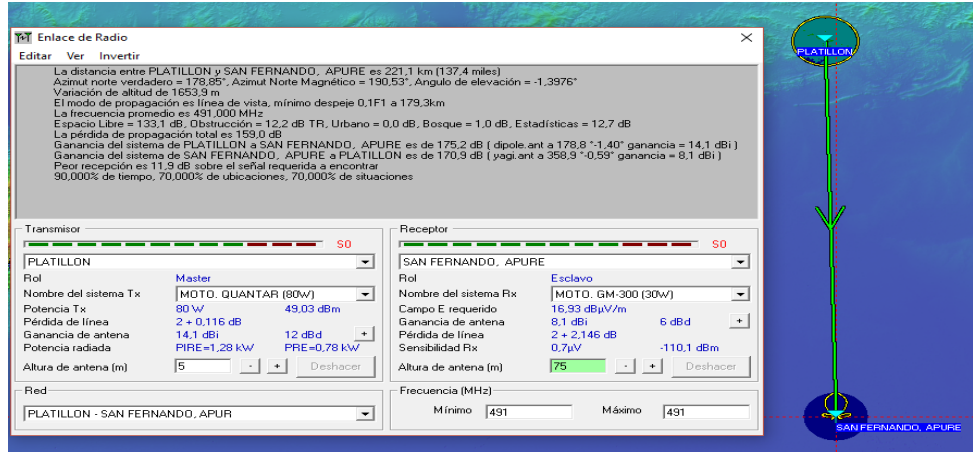 Enlace de Radio
Editar Ver Invertir
La distancia entre PLATILLON y SAN FERNANDO, APURE es 221,1 km (137,4 miles)
Azimut norte verdadero = 178,85°, Azimut Norte Magnético = 190,53°, Angulo de elevación = -1,3976°
Variación de altitud de 1653,9 m
El modo de propagación es línea de vista, mínimo despeje 0,1F1 a 179,3km
La frecuencia promedio es 491,000 MHz
Espacio Libre = 133,1 dB, Obstrucción = 12,2 dB TR, Urbano = 0,0 dB, Bosque = 1,0 dB, Estadísticas = 12,7 dB
La pérdida de propagación total es 159,0 dB
Ganancia del sistema de PLATILLON a SAN FERNANDO, APURE es de 175,2 dB ( dipole.ant a 178,8 °-1,40° ganancia = 14,1 dBi )
Ganancia del sistema de SAN FERNANDO, APURE a PLATILLON es de 170,9 dB ( yagi.ant a 358,9 °-0,59° ganancia = 8,1 dBi )
Peor recepción es 11,9 dB sobre el señal requerida a encontrar
90,000% de tiempo, 70,000% de ubicaciones, 70,000% de situaciones
Transmisor
S0
PLATILLON
Rol Master
Nombre del sistema Tx MOTO. QUANTAR (80W)
Potencia Tx 80 W 49,03 dBm
Pérdida de línea 2 + 0,116 dB
Ganancia de antena 14,1 dBi 12 dBd +
Potencia radiada PIRE=1,28 kW PRE=0,78 kW
Altura de antena (m) 5 - + Deshacer
Receptor
S0
SAN FERNANDO, APURE
Rol Esclavo
Nombre del sistema Rx MOTO. GM-300 (30W)
Campo E requerido 16,93 dBµV/m
Ganancia de antena 8,1 dBi 6 dBd +
Pérdida de línea 2 + 2,146 dB
Sensibilidad Rx 0,7µV -110,1 dBm
Altura de antena (m) 75 - + Deshacer
Red
PLATILLON - SAN FERNANDO, APUR
Frecuencia (MHz)
Mínimo 491 Máximo 491
PLATILLON
SAN FERNANDO, APURE